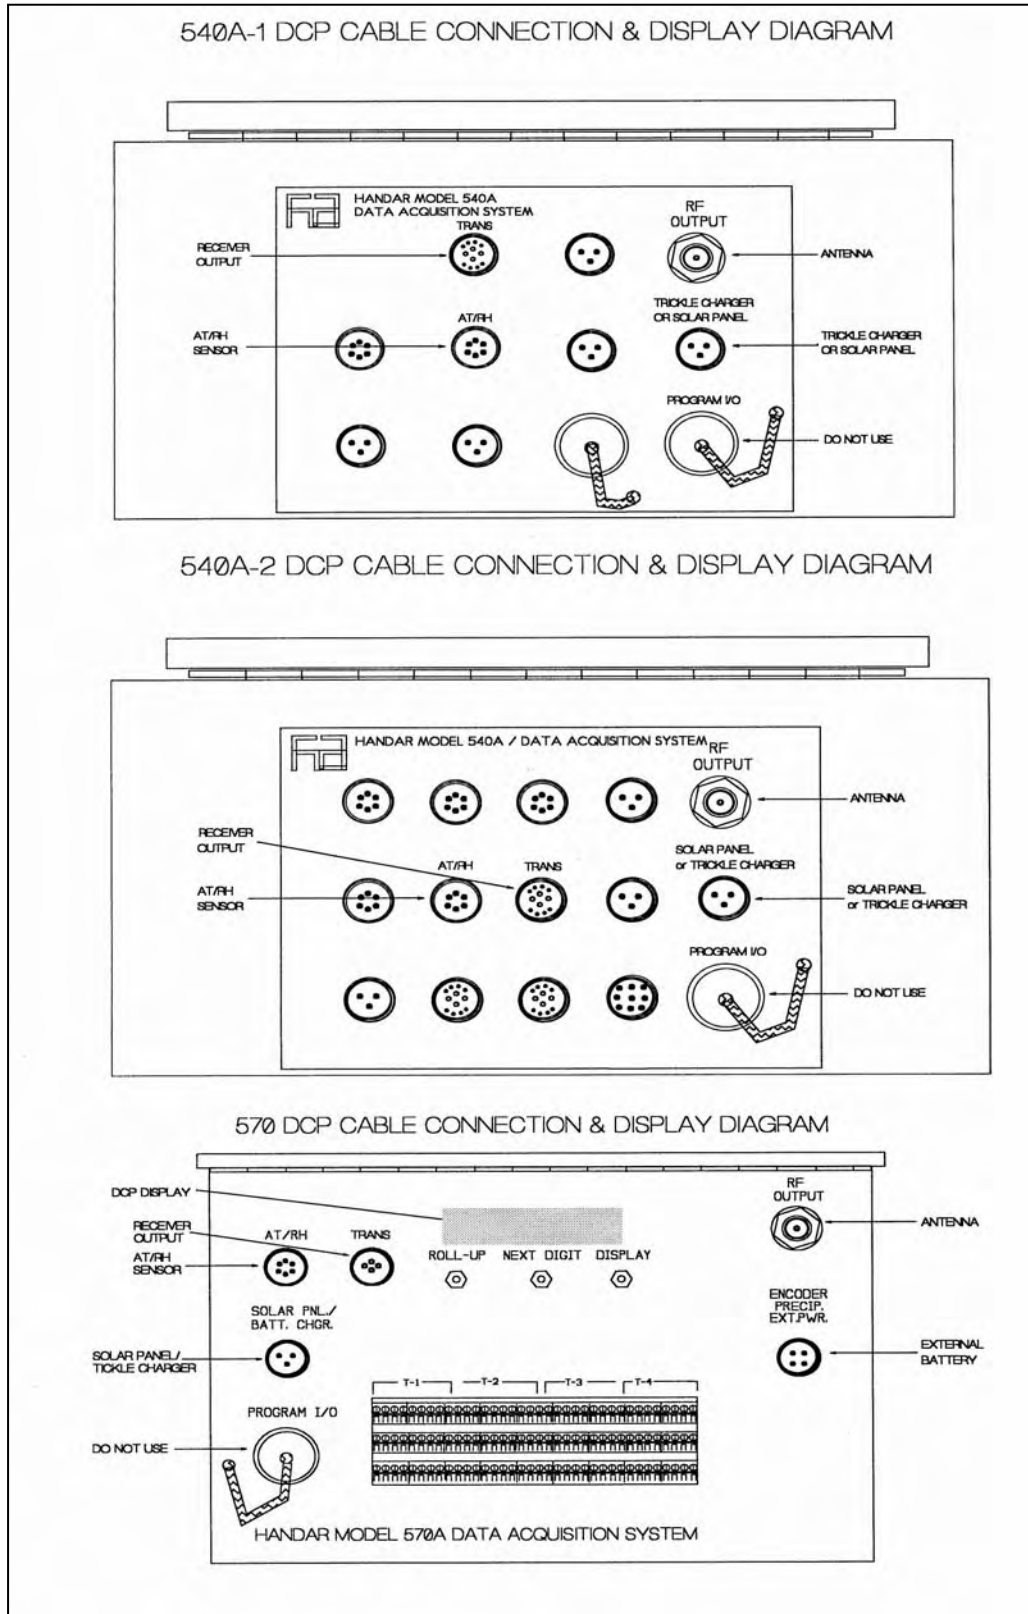 540A-1 DCP CABLE CONNECTION & DISPLAY DIAGRAM
HANDAR MODEL 540A
DATA ACQUISITION SYSTEM
TRANS
RF
OUTPUT
RECEIVER
OUTPUT
ANTENNA
AT/RH
SENSOR
AT/RH
TRICKLE CHARGER
OR SOLAR PANEL
TRICKLE CHARGER
OR SOLAR PANEL
PROGRAM I/O
DO NOT USE
540A-2 DCP CABLE CONNECTION & DISPLAY DIAGRAM
HANDAR MODEL 540A / DATA ACQUISITION SYSTEM
RF
OUTPUT
ANTENNA
RECEIVER
OUTPUT
AT/RH
SENSOR
AT/RH
TRANS
SOLAR PANEL
or TRICKLE CHARGER
SOLAR PANEL
or TRICKLE CHARGER
PROGRAM I/O
DO NOT USE
570 DCP CABLE CONNECTION & DISPLAY DIAGRAM
DCP DISPLAY
RECEIVER
OUTPUT
AT/RH
SENSOR
AT/RH
TRANS
ROLL-UP
NEXT DIGIT
DISPLAY
RF
OUTPUT
ANTENNA
SOLAR PNL./
BATT. CHGR.
ENCODER
PRECIP.
EXT.PWR.
SOLAR PANEL/
TICKLE CHARGER
EXTERNAL
BATTERY
T-1
T-2
T-3
T-4
PROGRAM I/O
DO NOT USE
HANDAR MODEL 570A DATA ACQUISITION SYSTEM